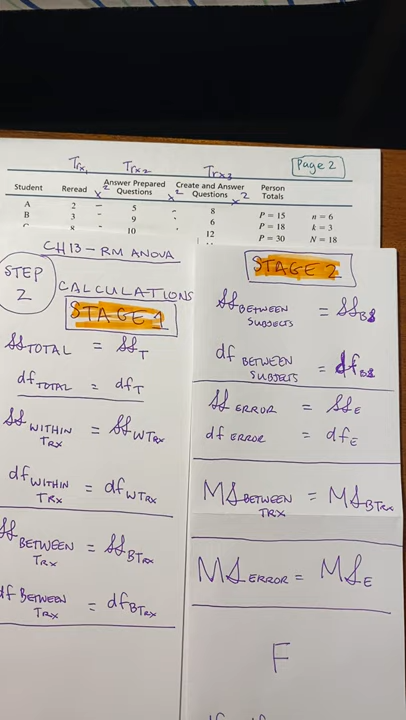 Page 2
Trx1 Trx2 Trx3
Student Reread X2 Answer Prepared Questions X2 Create and Answer Questions X2 Person Totals
A 2 - 5 - 8 P = 15 n = 6
B 3 - 9 - 6 P = 18 k = 3
C 8 10 12 P = 30 N = 18
CH13 - RM ANOVA
STEP 2
CALCULATIONS
STAGE 1
SS TOTAL = SS T
df TOTAL = df T
SS WITHIN TRX = SS WTRX
df WITHIN TRX = df WTRX
SS BETWEEN TRX = SS BTRX
df BETWEEN TRX = df BTRX
STAGE 2
SS BETWEEN SUBJECTS = SS BS
df BETWEEN SUBJECTS = df BS
SS ERROR = SS E
df ERROR = df E
MS BETWEEN TRX = MS BTRX
MS ERROR = MS E
F